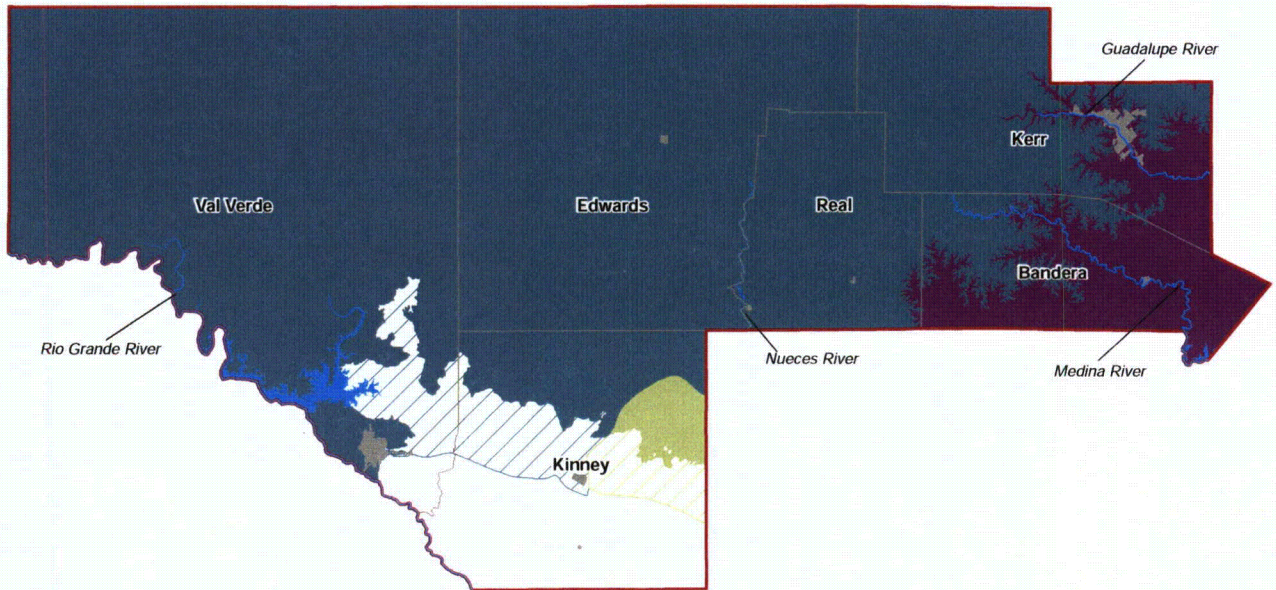 Guadalupe River
Kerr
Val Verde
Edwards
Real
Bandera
Rio Grande River
Nueces River
Medina River
Kinney